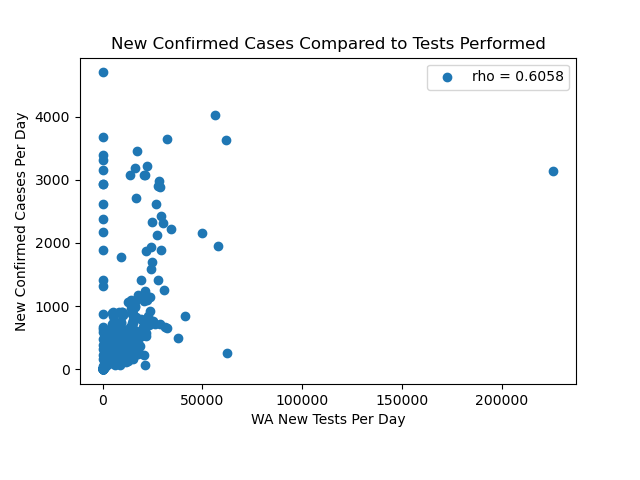 New Confirmed Cases Compared to Tests Performed
rho = 0.6058
New Confirmed Caeses Per Day
4000
3000
2000
1000
0
0 50000 100000 150000 200000
WA New Tests Per Day